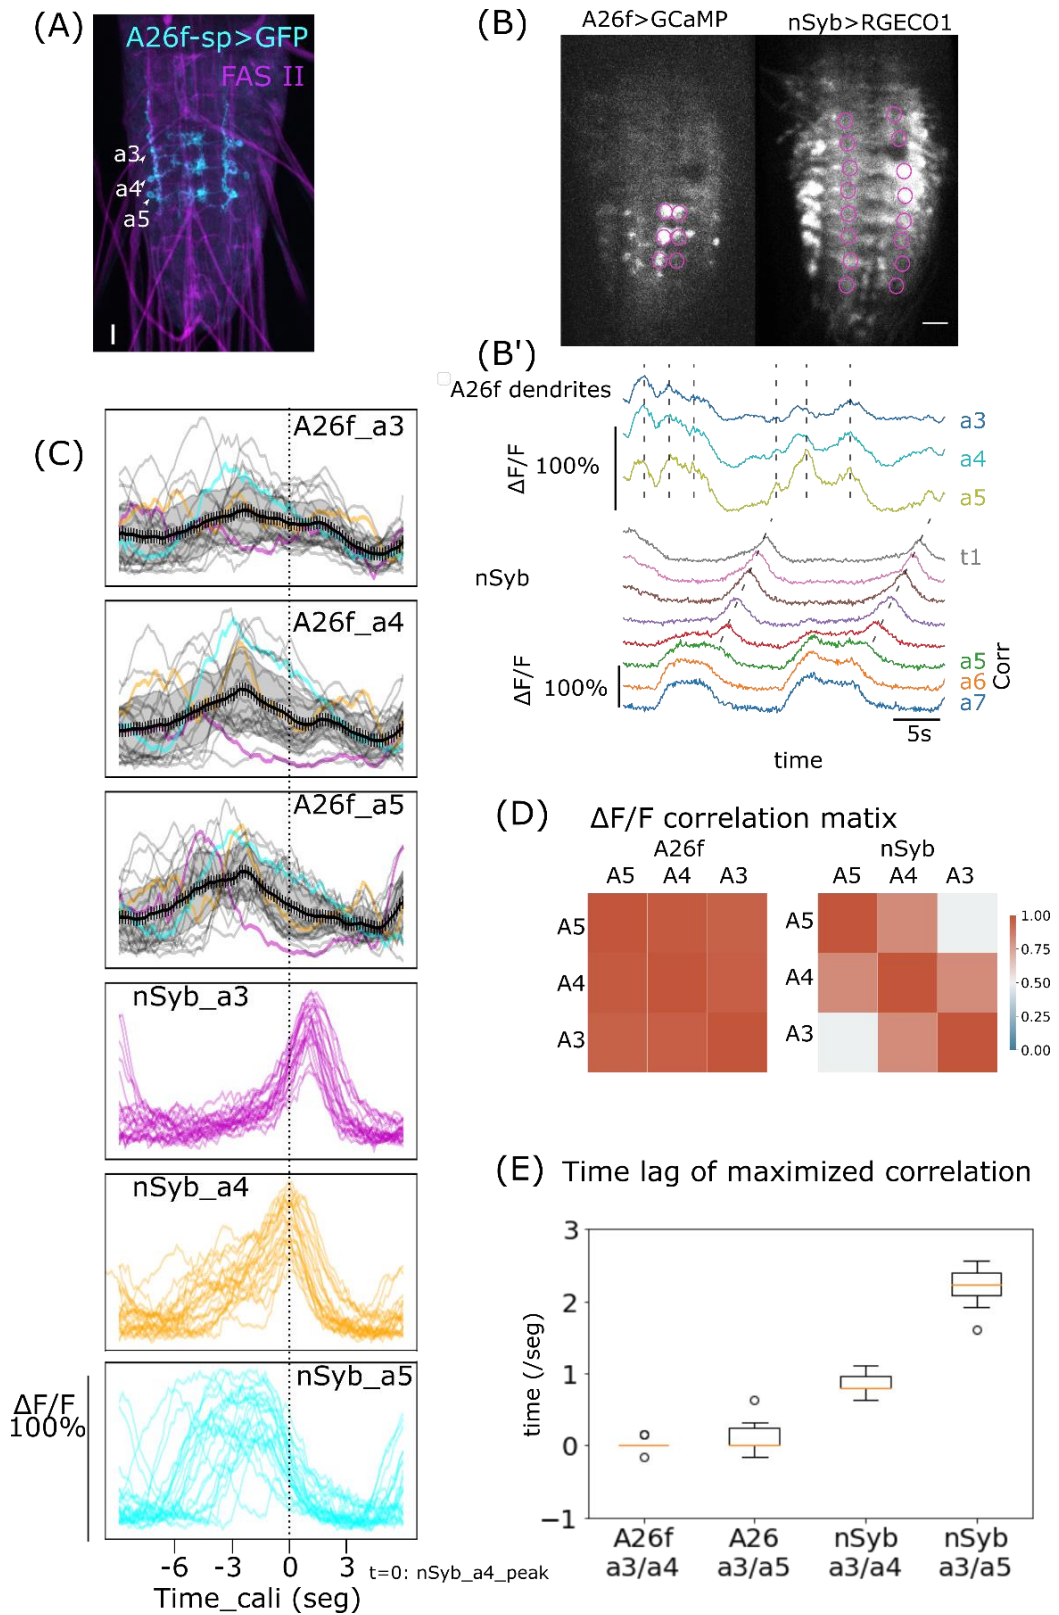 (A)
A26f-sp>GFP
FAS II
a3
a4
a5
(B)
A26f>GCaMP
nSyb>RGECO1
(B')
A26f dendrites
ΔF/F
100%
a3
a4
a5
nSyb
t1
ΔF/F
100%
a5
a6
a7
Corr
5s
time
(C)
A26f_a3
A26f_a4
A26f_a5
nSyb_a3
nSyb_a4
nSyb_a5
ΔF/F
100%
-6 -3 0 3
t=0: nSyb_a4_peak
Time_cali (seg)
(D) ΔF/F correlation matix
A26f
A5 A4 A3
A5
A4
A3
nSyb
A5 A4 A3
A5
A4
A3
1.00
0.75
0.50
0.25
0.00
(E) Time lag of maximized correlation
time (/seg)
3
2
1
0
−1
A26f
a3/a4
A26
a3/a5
nSyb
a3/a4
nSyb
a3/a5